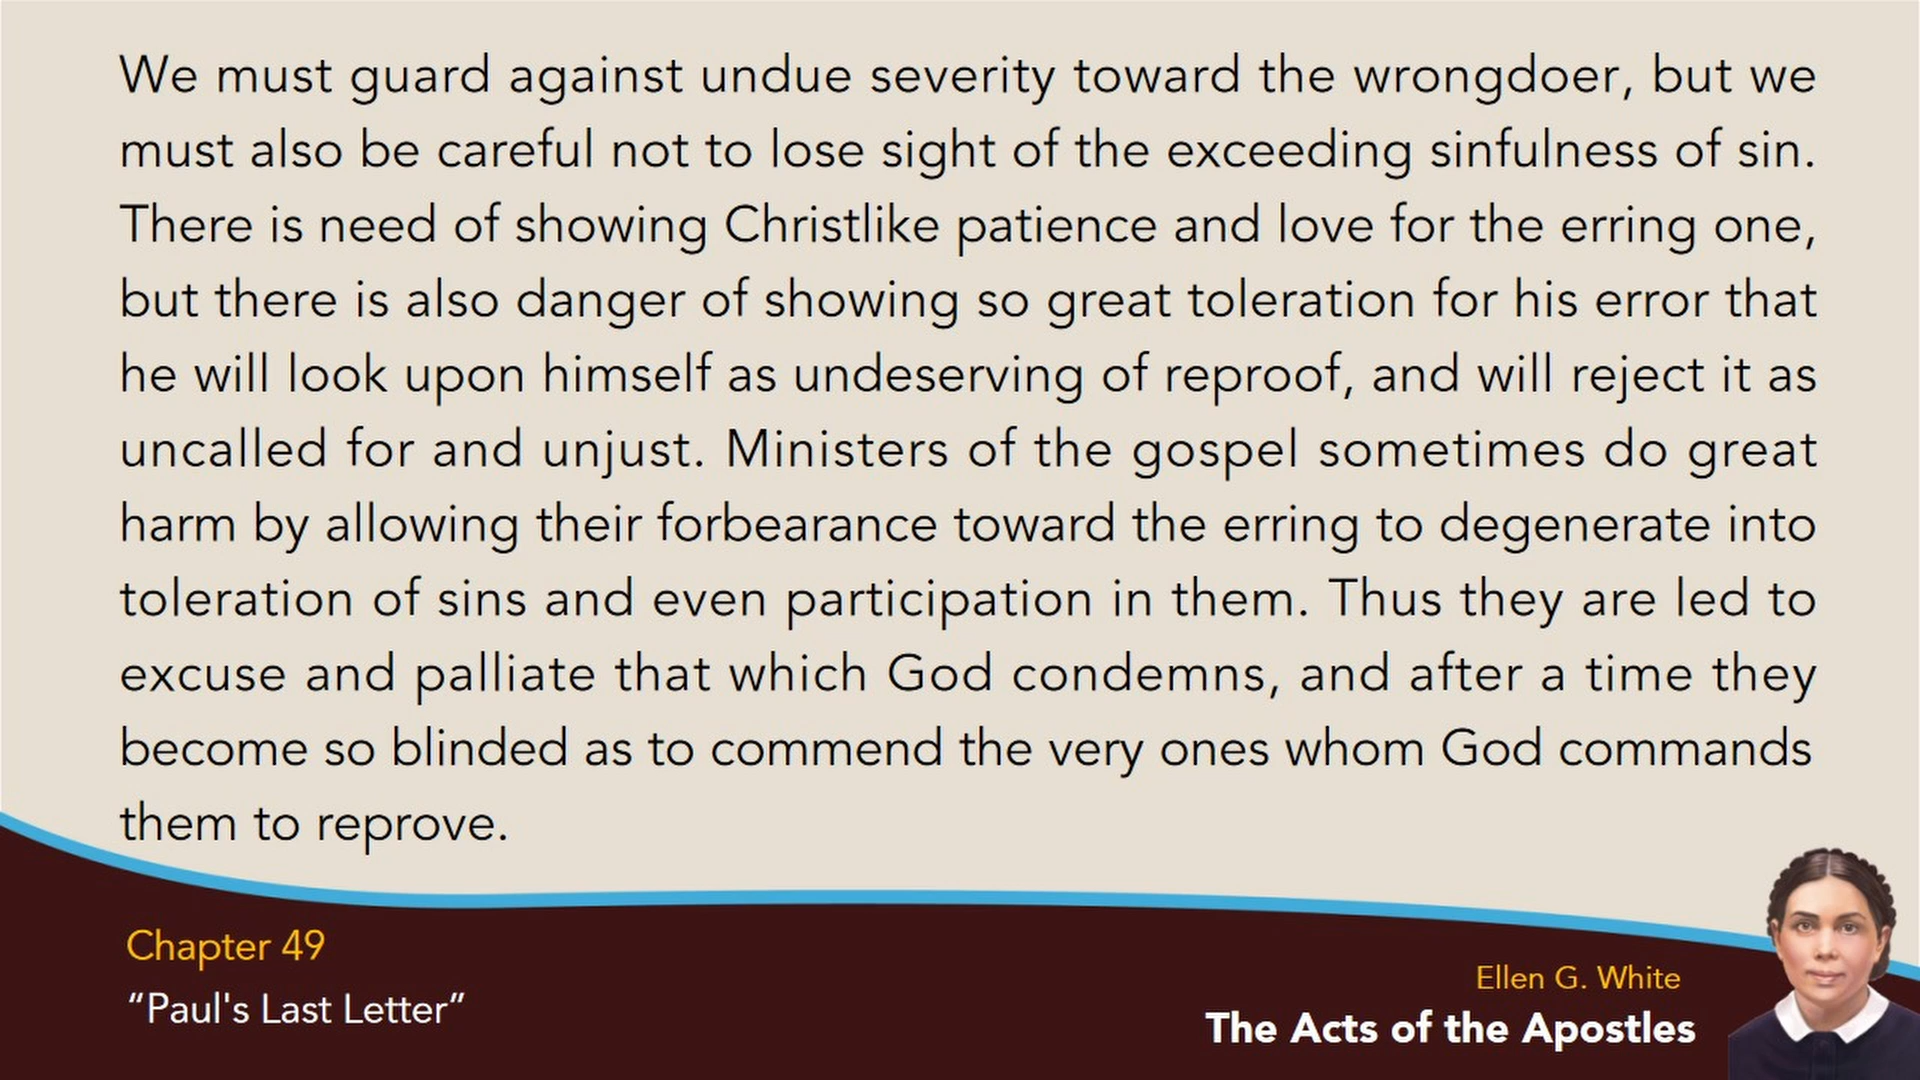 We must guard against undue severity toward the wrongdoer, but we
must also be careful not to lose sight of the exceeding sinfulness of sin.
There is need of showing Christlike patience and love for the erring one,
but there is also danger of showing so great toleration for his error that
he will look upon himself as undeserving of reproof, and will reject it as
uncalled for and unjust. Ministers of the gospel sometimes do great
harm by allowing their forbearance toward the erring to degenerate into
toleration of sins and even participation in them. Thus they are led to
excuse and palliate that which God condemns, and after a time they
become so blinded as to commend the very ones whom God commands
them to reprove.
Chapter 49
“Paul's Last Letter”
Ellen G. White
The Acts of the Apostles